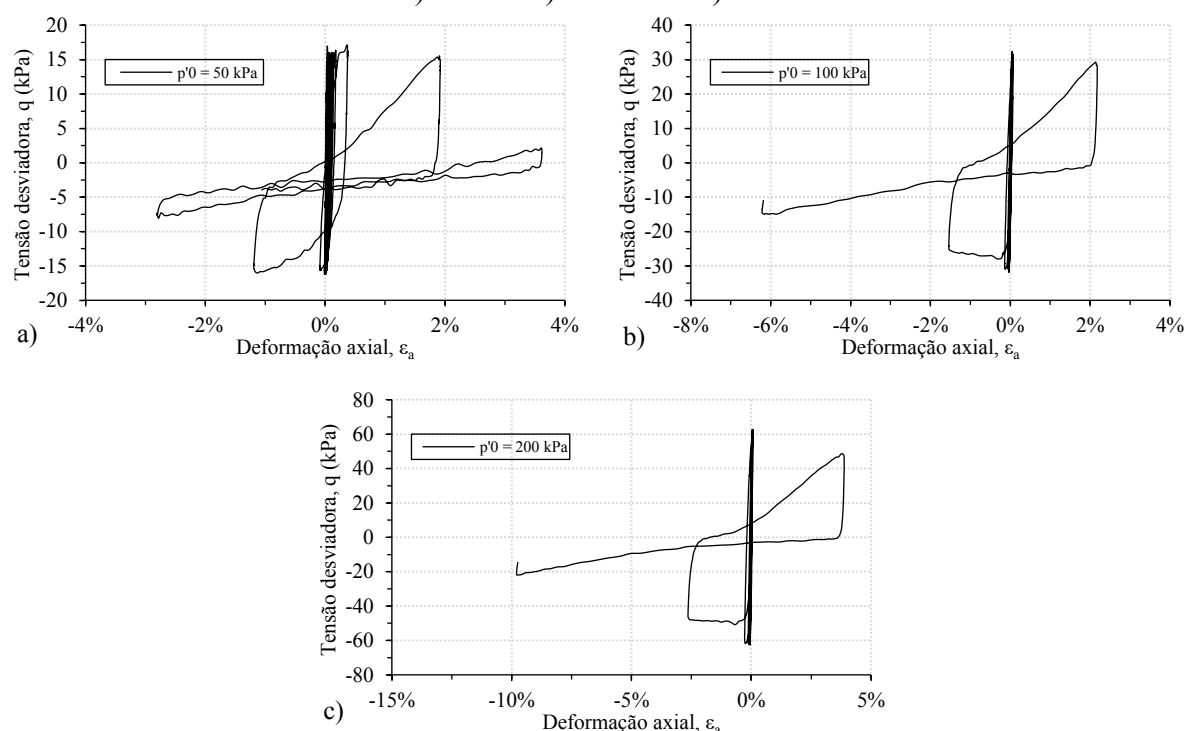 20
15
10
5
0
-5
-10
-15
-20
Tensão desviadora, q (kPa)
p'0 = 50 kPa
-4% -2% 0% 2% 4%
a)
Deformação axial, εa
40
30
20
10
0
-10
-20
-30
-40
Tensão desviadora, q (kPa)
p'0 = 100 kPa
-8% -6% -4% -2% 0% 2% 4%
b)
Deformação axial, εa
80
60
40
20
0
-20
-40
-60
-80
Tensão desviadora, q (kPa)
p'0 = 200 kPa
-15% -10% -5% 0% 5%
c)
Deformação axial, εa